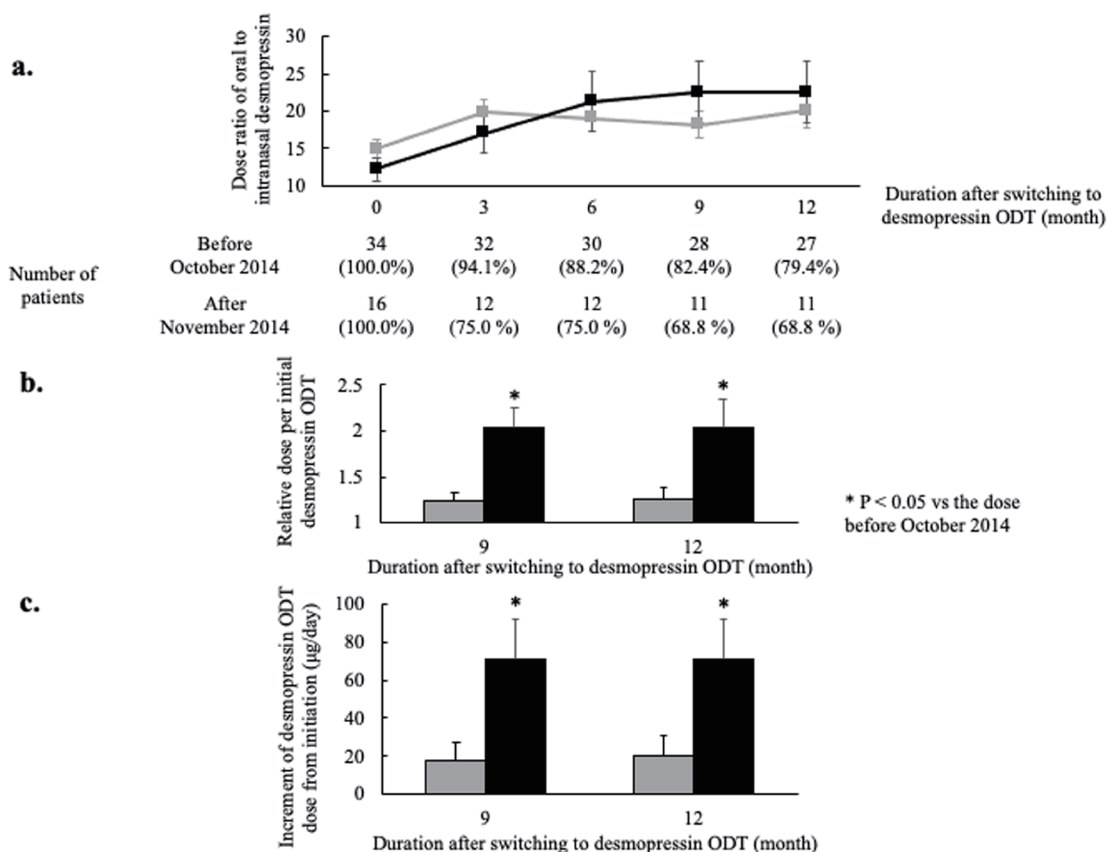 a.
Dose ratio of oral to
intranasal desmopressin
30
25
20
15
10
0 3 6 9 12
Duration after switching to
desmopressin ODT (month)
Number of
patients
Before
October 2014
34 32 30 28 27
(100.0%) (94.1%) (88.2%) (82.4%) (79.4%)
After
November 2014
16 12 12 11 11
(100.0%) (75.0 %) (75.0 %) (68.8 %) (68.8 %)
b.
Relative dose per initial
desmopressin ODT
2.5
2
1.5
1
* *
9 12
Duration after switching to desmopressin ODT (month)
* P < 0.05 vs the dose
before October 2014
c.
Increment of desmopressin ODT
dose from initiation (µg/day)
100
80
60
40
20
0
* *
9 12
Duration after switching to desmopressin ODT (month)